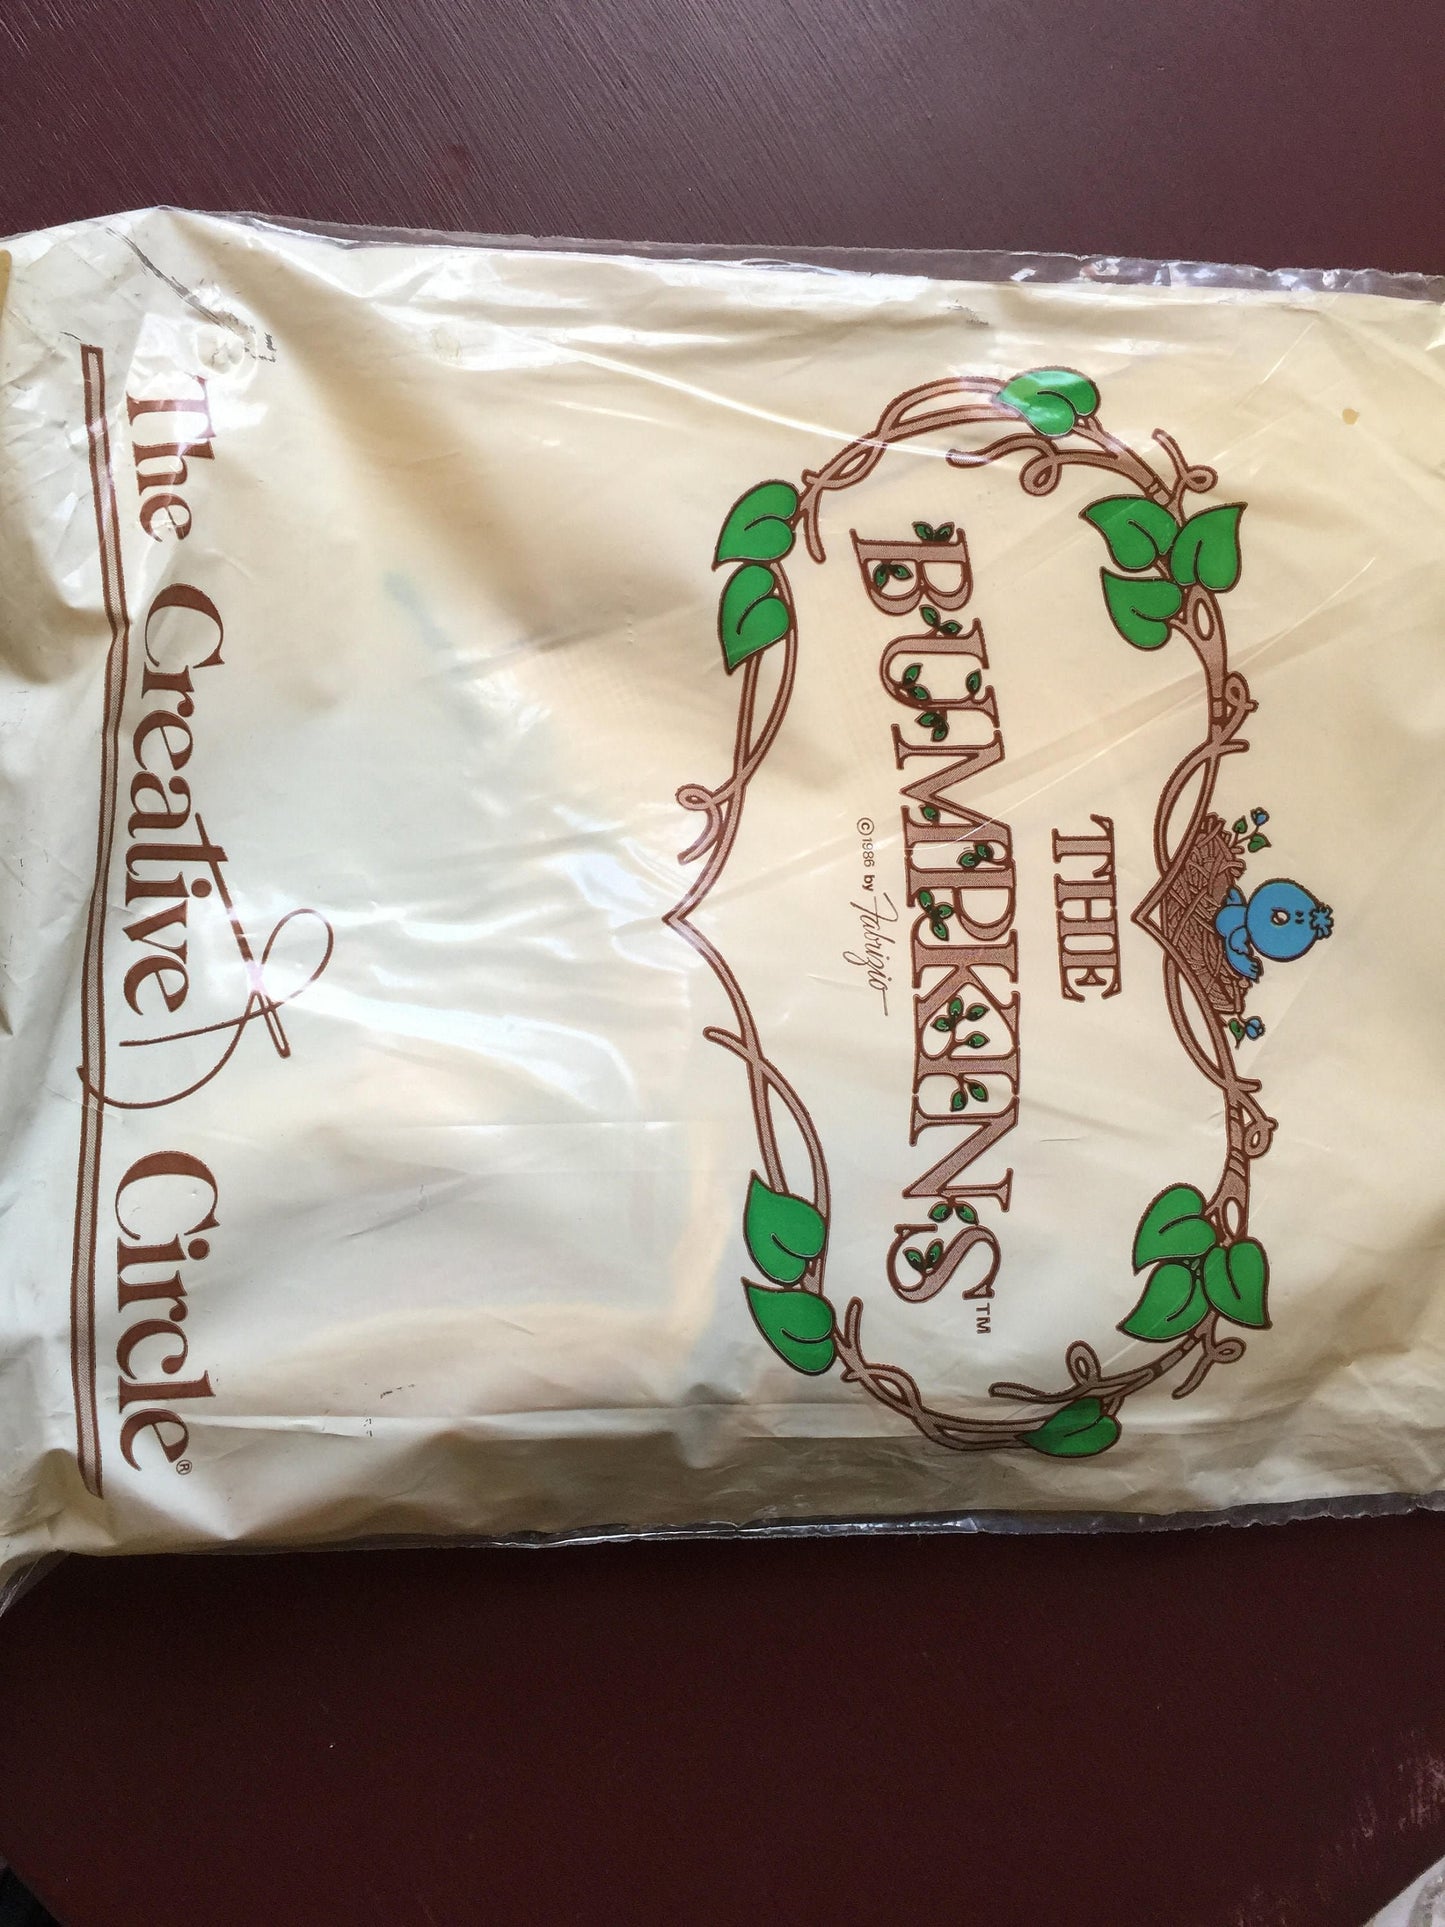 THE
BUMPKINS™
©1986 by Fabrizio
The Creative Circle®